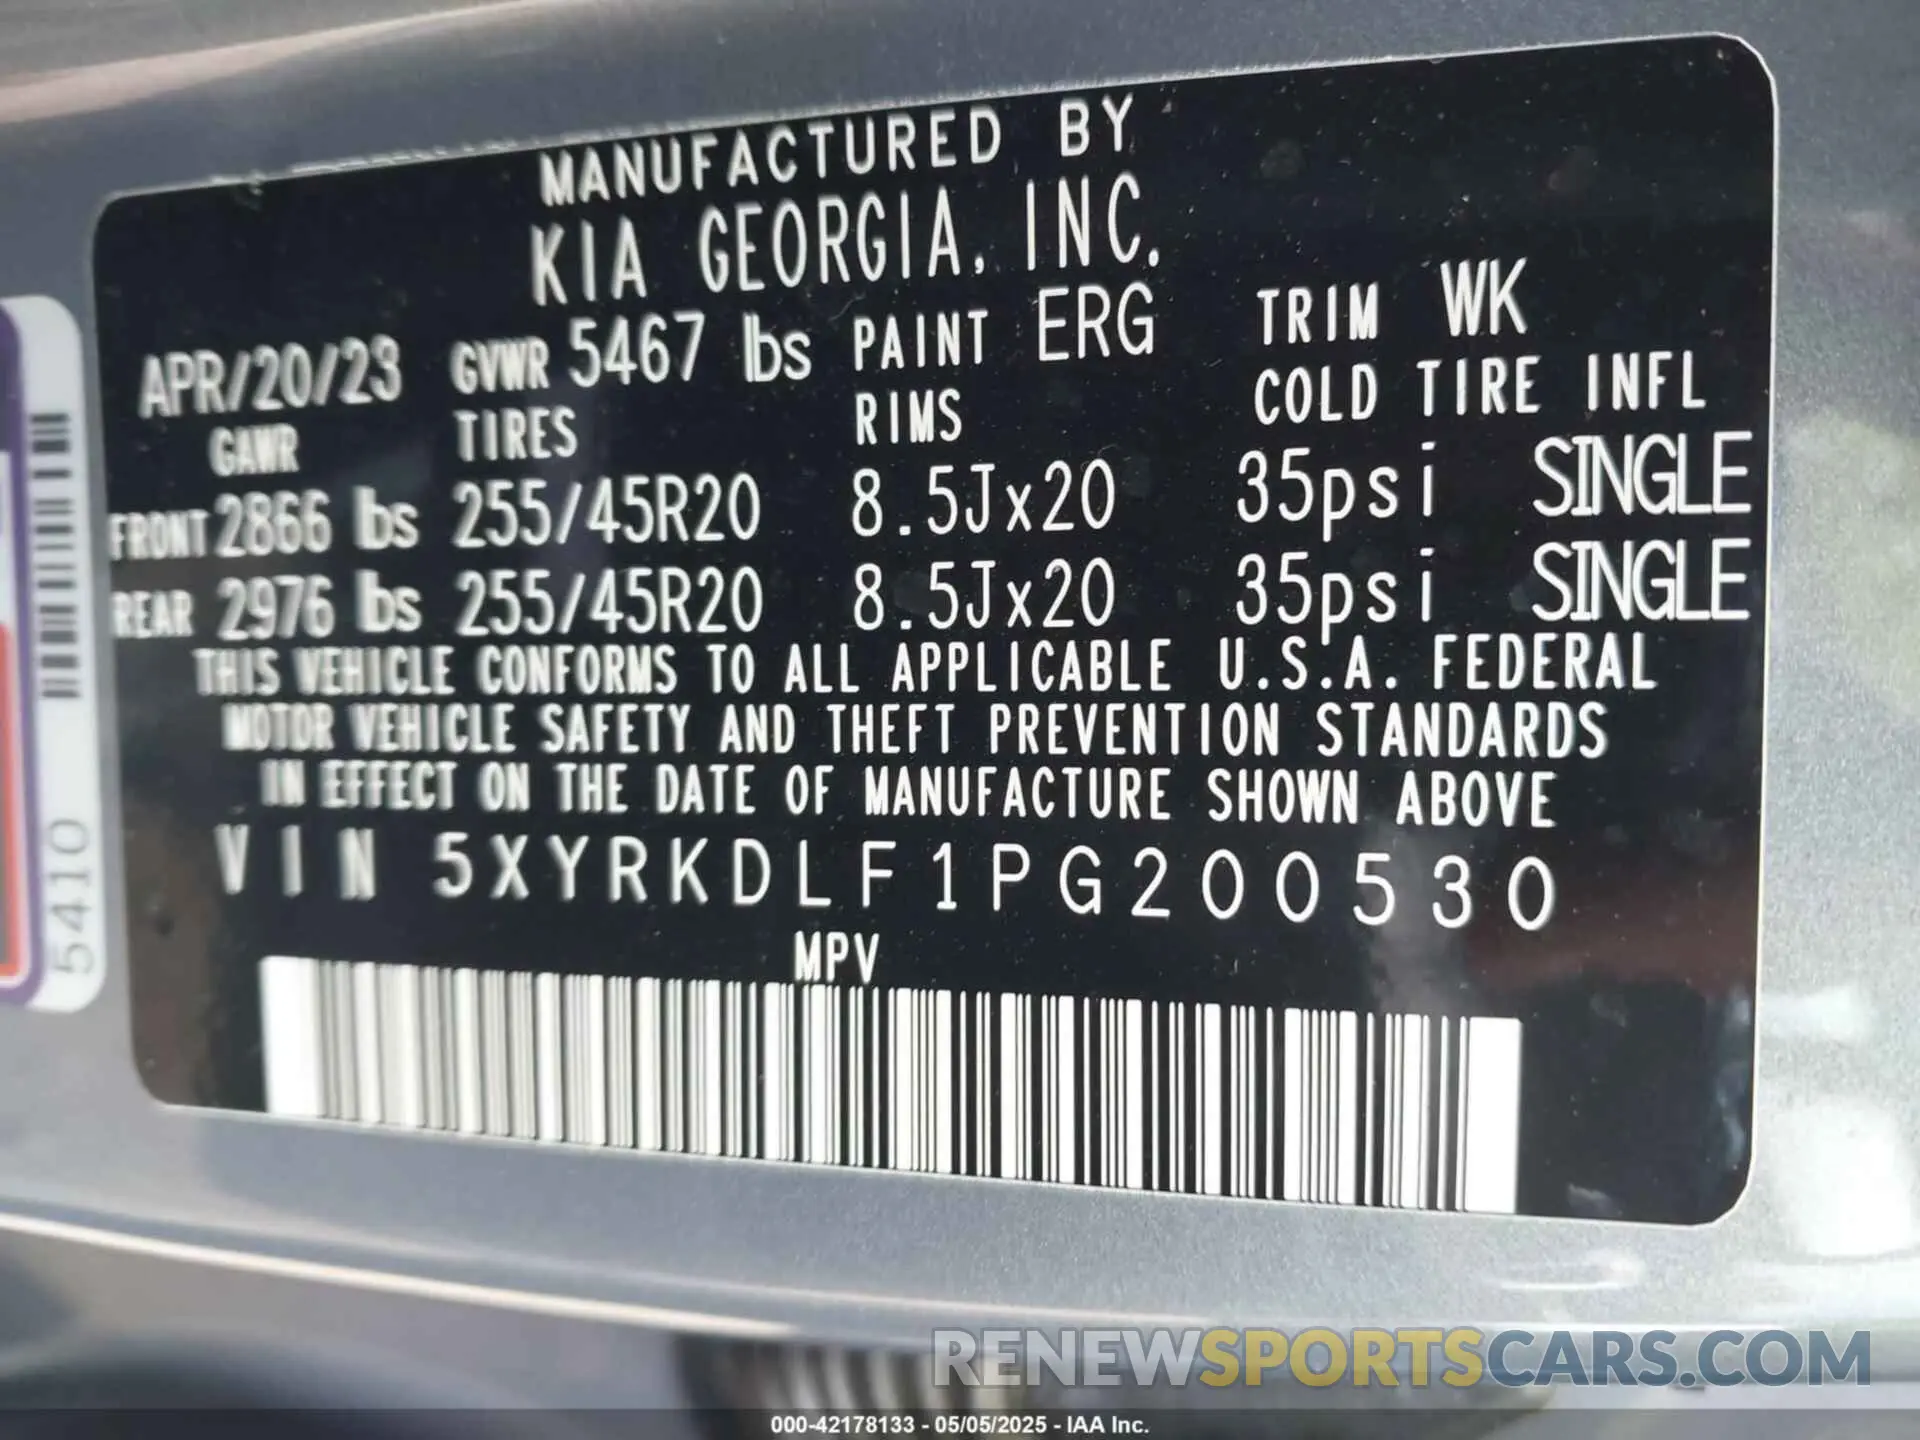 MANUFACTURED BY
KIA GEORGIA, INC.
APR/20/23 GVWR 5467 lbs PAINT ERG TRIM WK
GAWR TIRES RIMS COLD TIRE INFL
FRONT 2866 lbs 255/45R20 8.5Jx20 35psi SINGLE
REAR 2976 lbs 255/45R20 8.5Jx20 35psi SINGLE
THIS VEHICLE CONFORMS TO ALL APPLICABLE U.S.A. FEDERAL
MOTOR VEHICLE SAFETY AND THEFT PREVENTION STANDARDS
IN EFFECT ON THE DATE OF MANUFACTURE SHOWN ABOVE
VIN 5XYRKDLF1PG200530
MPV
5410
RENEWSPORTSCARS.COM
000-42178133 - 05/05/2025 - IAA Inc.